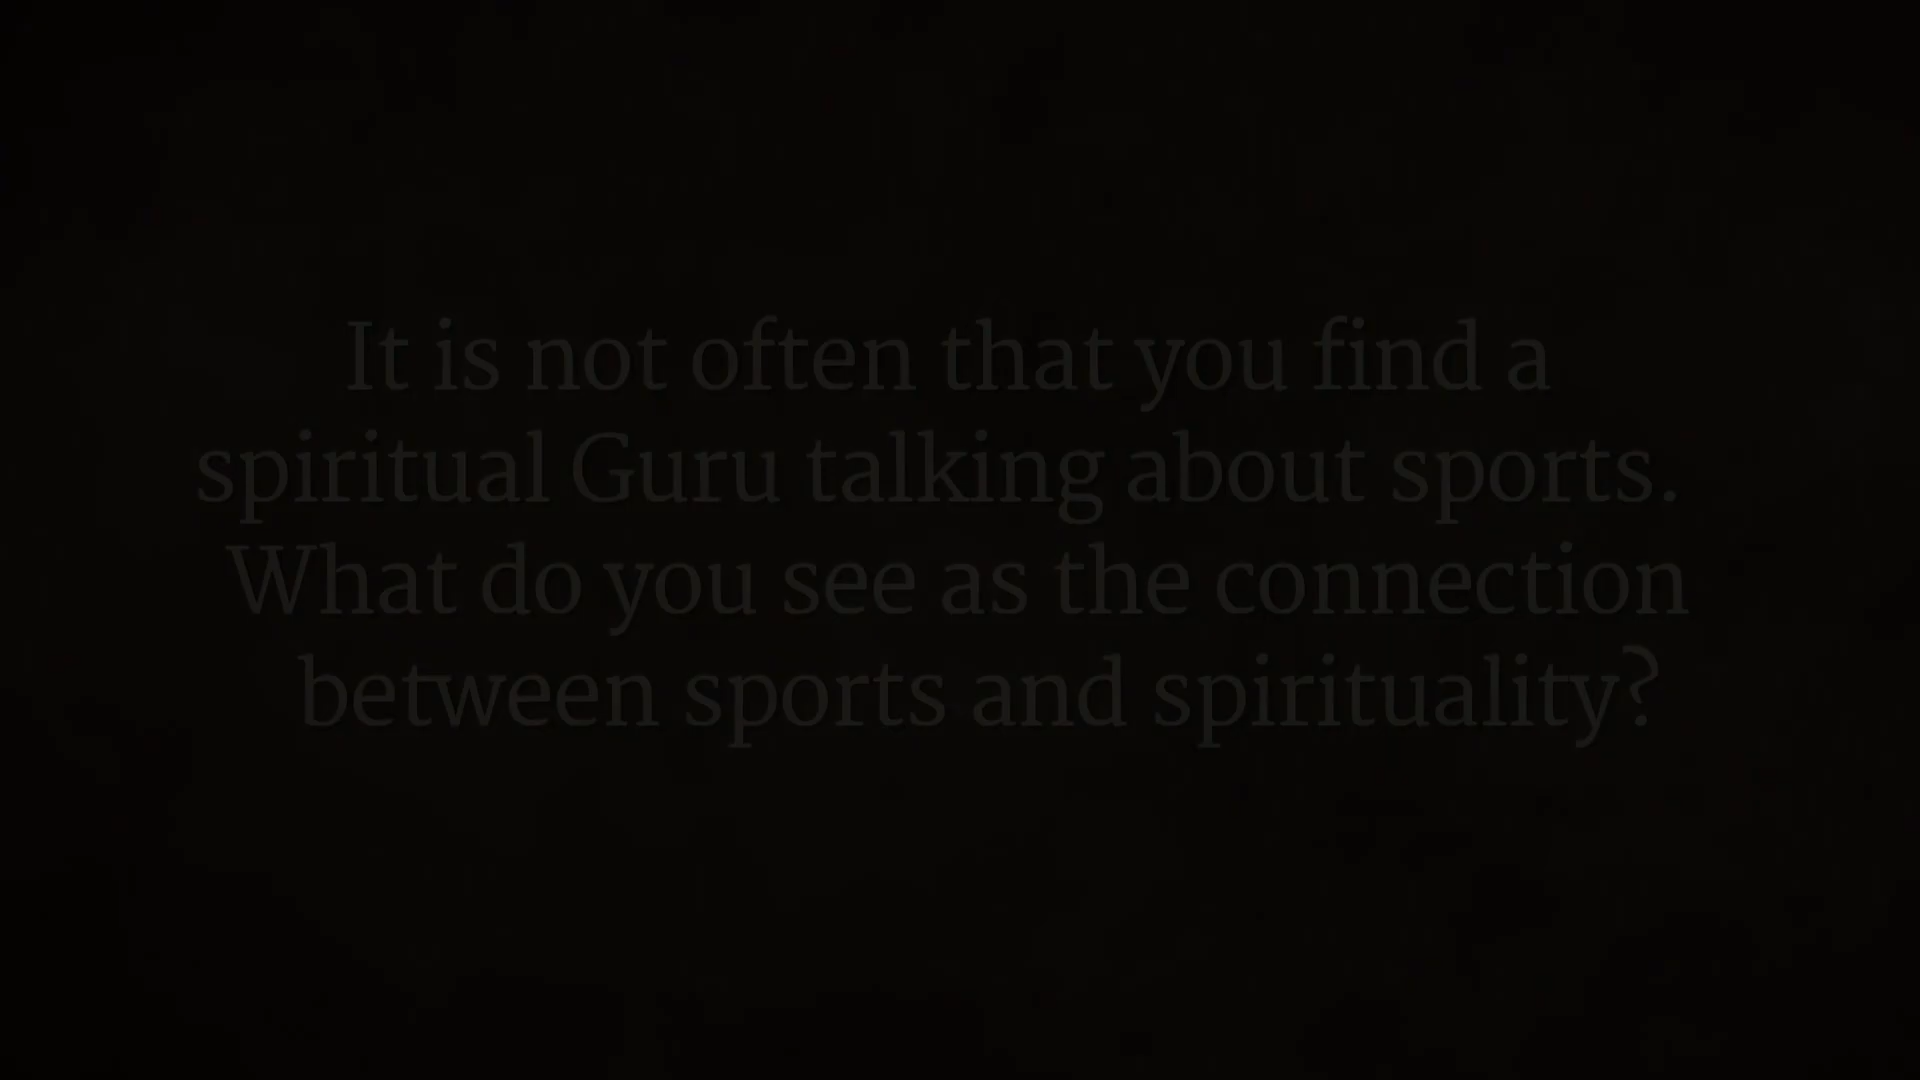 It is not often that you find a
spiritual Guru talking about sports.
What do you see as the connection
between sports and spirituality?